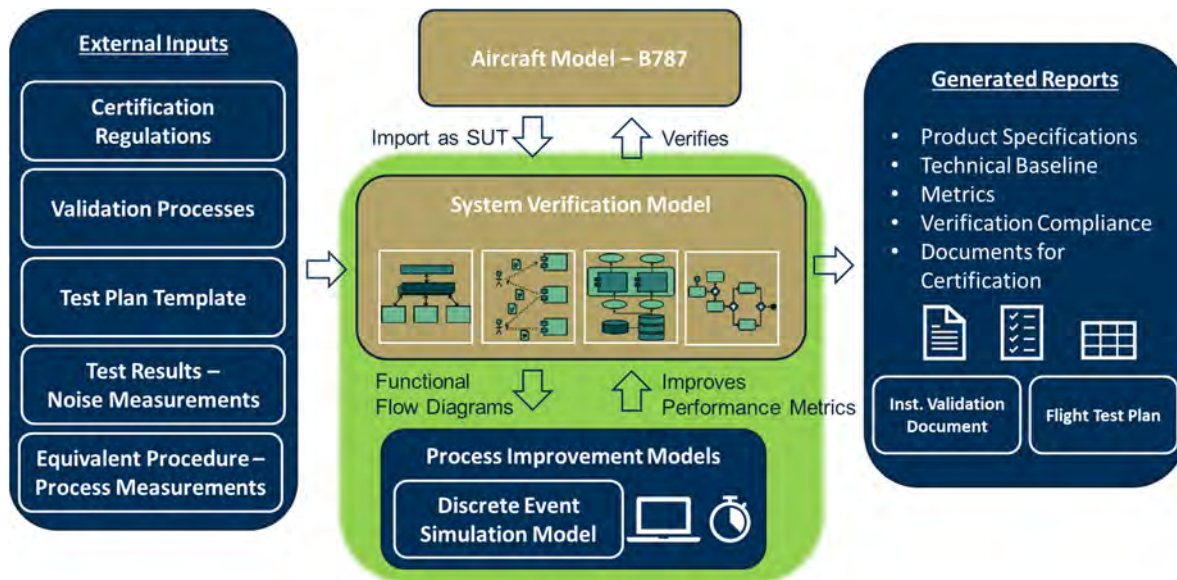 External Inputs
Certification
Regulations
Validation Processes
Test Plan Template
Test Results –
Noise Measurements
Equivalent Procedure –
Process Measurements
Aircraft Model – B787
Import as SUT
Verifies
System Verification Model
Functional
Flow Diagrams
Improves
Performance Metrics
Process Improvement Models
Discrete Event
Simulation Model
Generated Reports
• Product Specifications
• Technical Baseline
• Metrics
• Verification Compliance
• Documents for
Certification
Inst. Validation
Document
Flight Test Plan